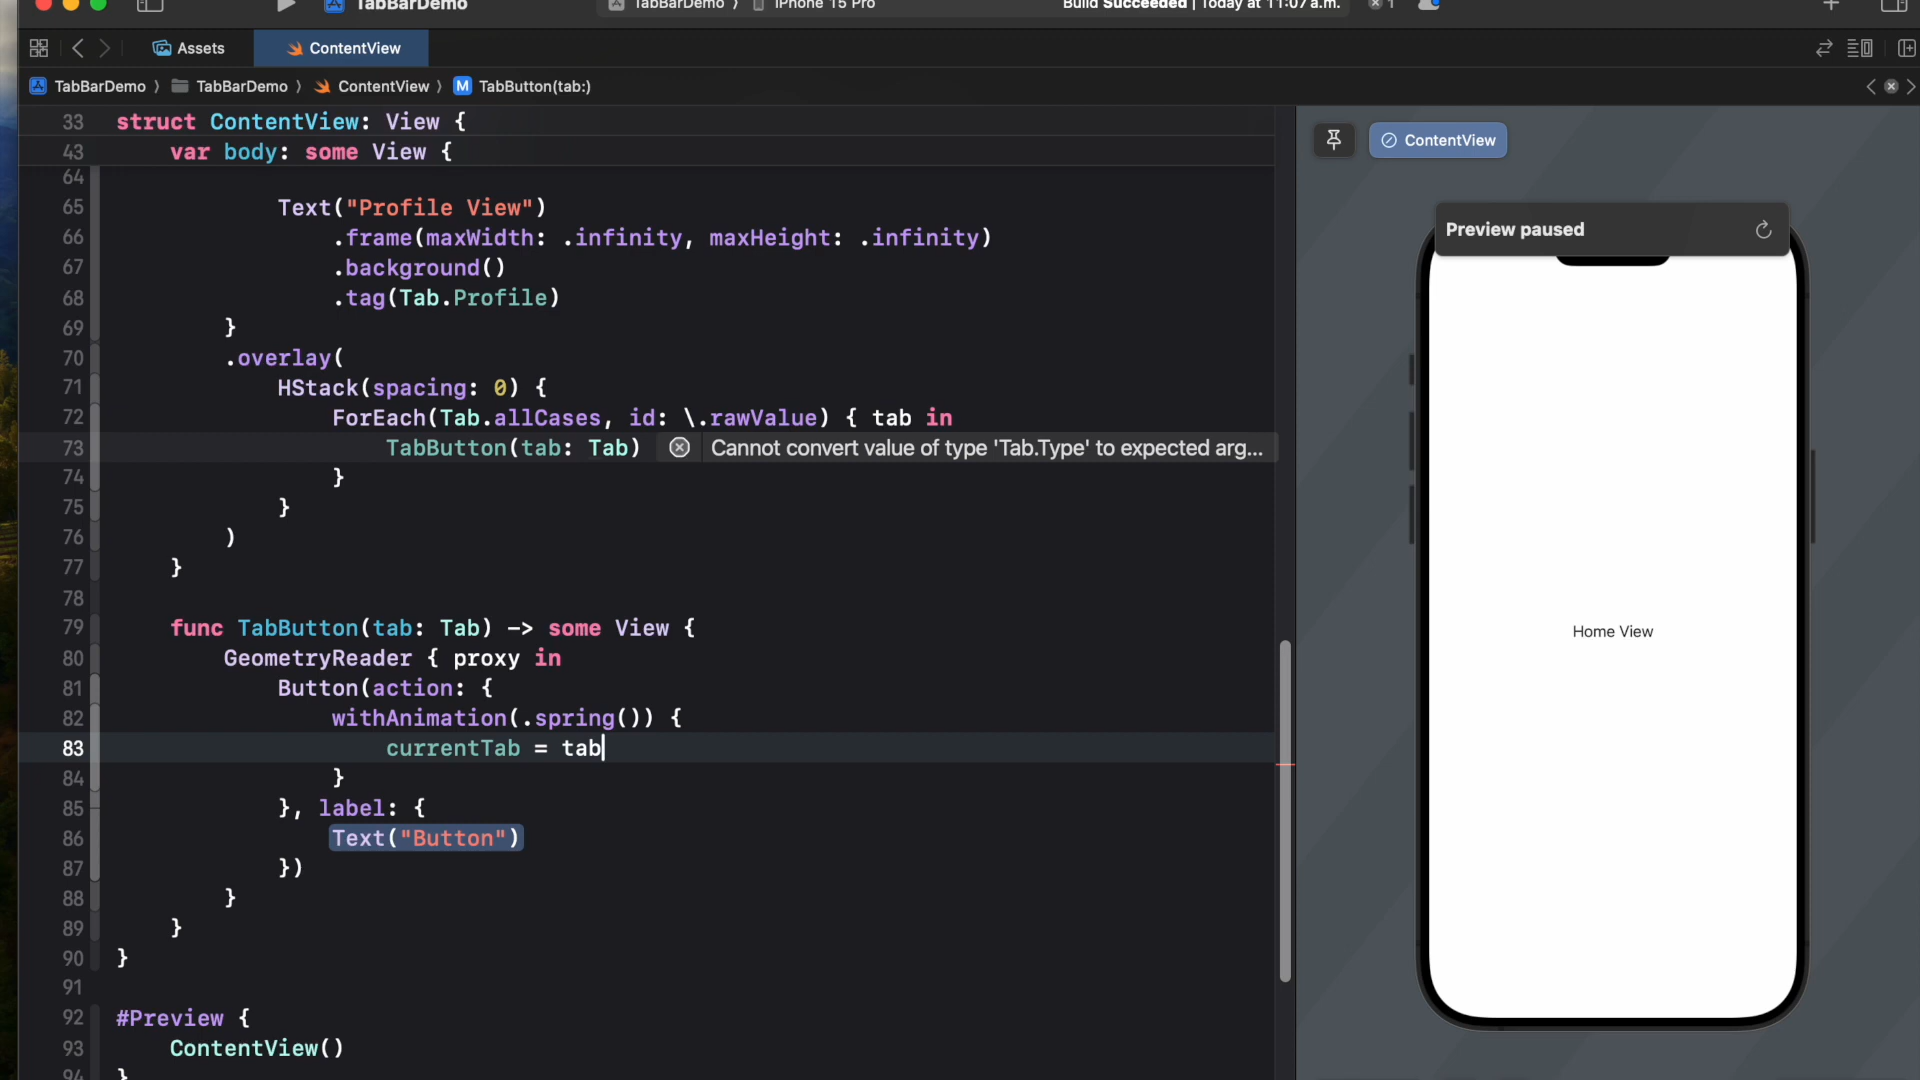 TabBarDemo
TabBarDemo 〉 iPhone 15 Pro
Build Succeeded | Today at 11:07 a.m.
1
Assets
ContentView
TabBarDemo 〉 TabBarDemo 〉 ContentView 〉 M TabButton(tab:)
33 struct ContentView: View {
43 var body: some View {
64
65 Text("Profile View")
66 .frame(maxWidth: .infinity, maxHeight: .infinity)
67 .background()
68 .tag(Tab.Profile)
69 }
70 .overlay(
71 HStack(spacing: 0) {
72 ForEach(Tab.allCases, id: \.rawValue) { tab in
73 TabButton(tab: Tab) Cannot convert value of type 'Tab.Type' to expected arg...
74 }
75 }
76 )
77 }
78
79 func TabButton(tab: Tab) -> some View {
80 GeometryReader { proxy in
81 Button(action: {
82 withAnimation(.spring()) {
83 currentTab = tab
84 }
85 }, label: {
86 Text("Button")
87 })
88 }
89 }
90 }
91
92 #Preview {
93 ContentView()
94 }
ContentView
Preview paused
Home View